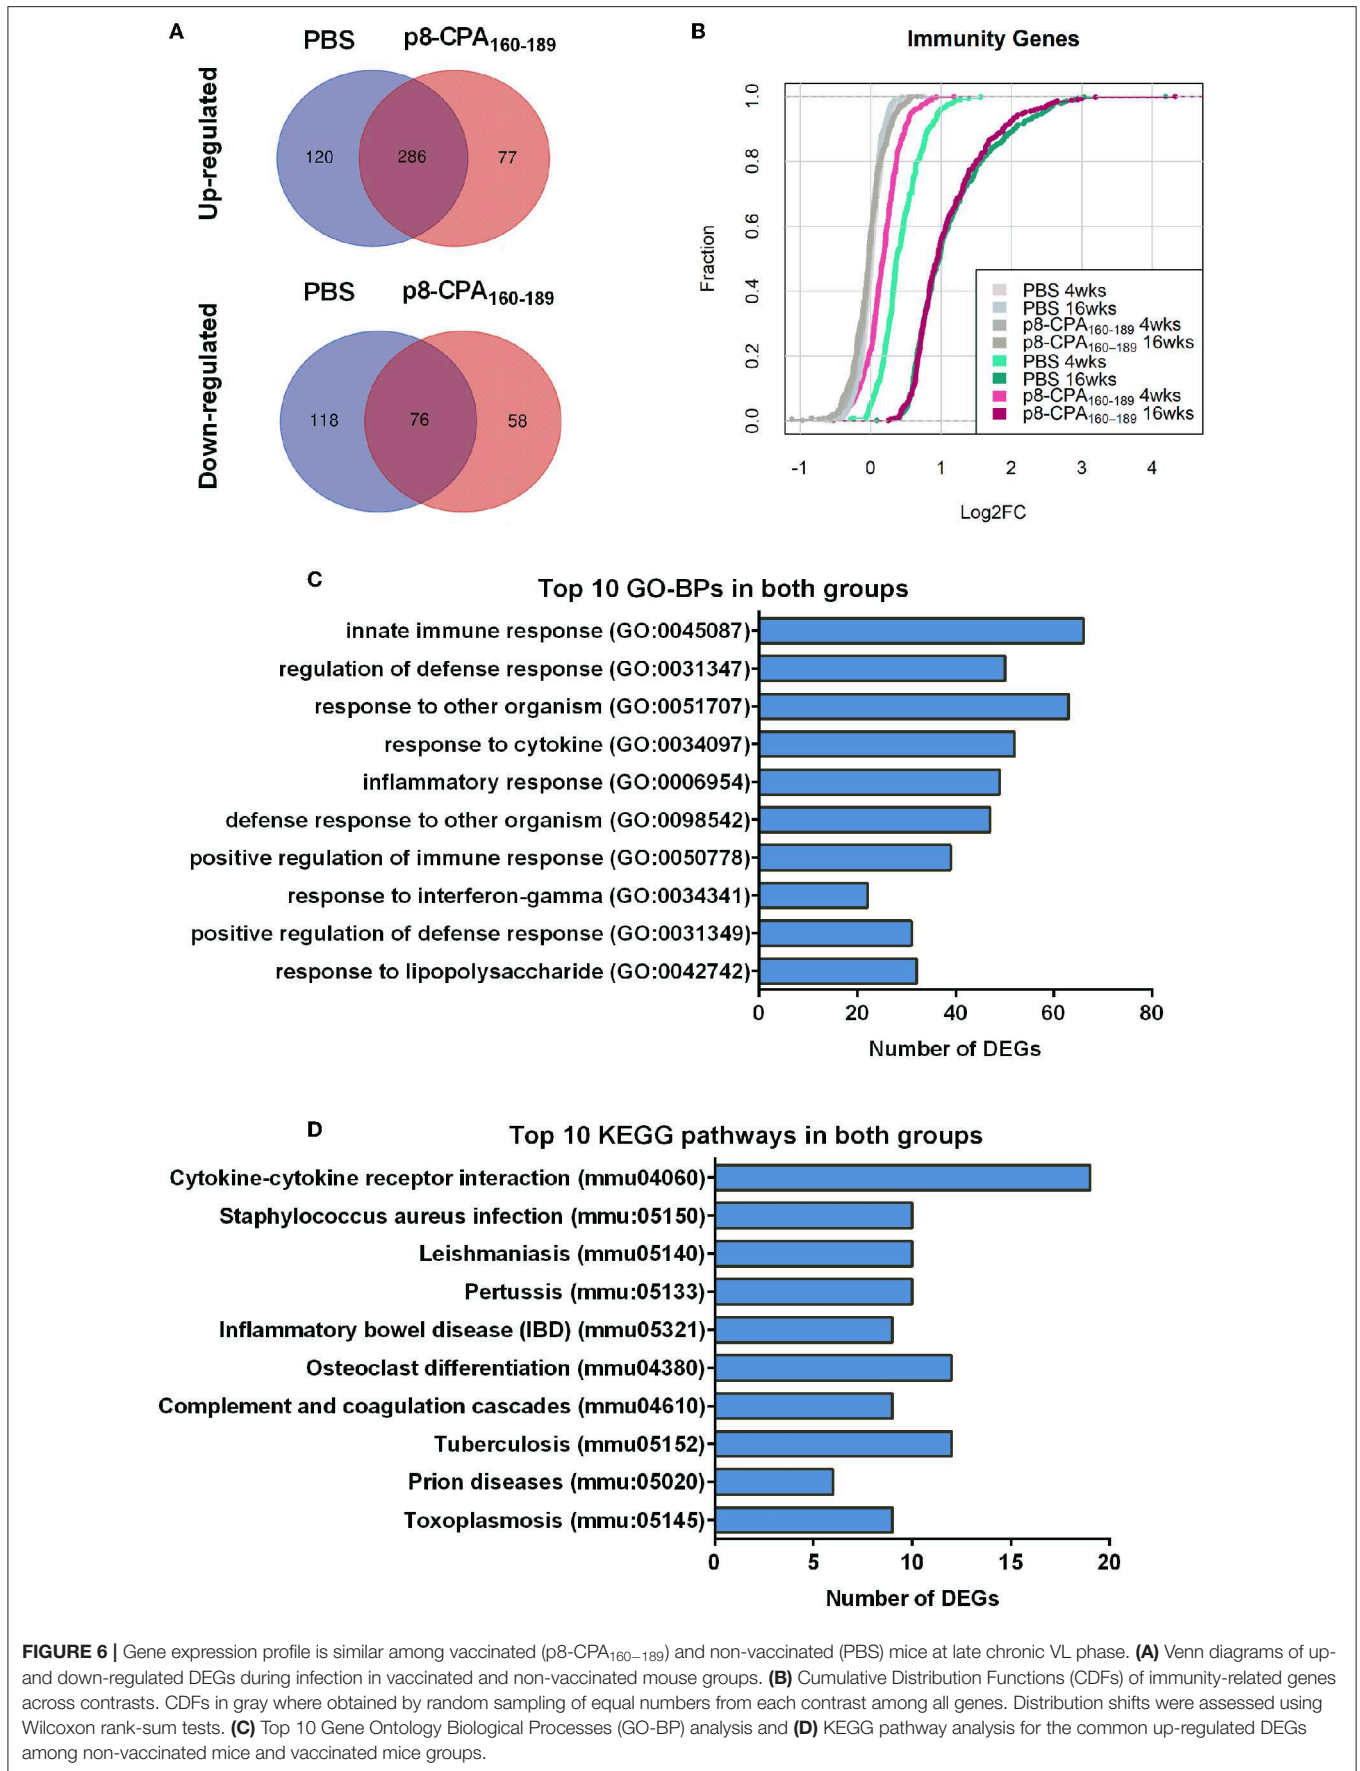 A
PBS p8-CPA160-189
Up-regulated
120 286 77
PBS p8-CPA160-189
Down-regulated
118 76 58
B
Immunity Genes
Fraction
1.0
0.8
0.6
0.4
0.2
0.0
PBS 4wks
PBS 16wks
p8-CPA160-189 4wks
p8-CPA160-189 16wks
PBS 4wks
PBS 16wks
p8-CPA160-189 4wks
p8-CPA160-189 16wks
-1 0 1 2 3 4
Log2FC
C
Top 10 GO-BPs in both groups
innate immune response (GO:0045087)
regulation of defense response (GO:0031347)
response to other organism (GO:0051707)
response to cytokine (GO:0034097)
inflammatory response (GO:0006954)
defense response to other organism (GO:0098542)
positive regulation of immune response (GO:0050778)
response to interferon-gamma (GO:0034341)
positive regulation of defense response (GO:0031349)
response to lipopolysaccharide (GO:0042742)
0 20 40 60 80
Number of DEGs
D
Top 10 KEGG pathways in both groups
Cytokine-cytokine receptor interaction (mmu04060)
Staphylococcus aureus infection (mmu:05150)
Leishmaniasis (mmu05140)
Pertussis (mmu:05133)
Inflammatory bowel disease (IBD) (mmu05321)
Osteoclast differentiation (mmu04380)
Complement and coagulation cascades (mmu04610)
Tuberculosis (mmu05152)
Prion diseases (mmu:05020)
Toxoplasmosis (mmu:05145)
0 5 10 15 20
Number of DEGs
FIGURE 6 | Gene expression profile is similar among vaccinated (p8-CPA160−189) and non-vaccinated (PBS) mice at late chronic VL phase. (A) Venn diagrams of up-
and down-regulated DEGs during infection in vaccinated and non-vaccinated mouse groups. (B) Cumulative Distribution Functions (CDFs) of immunity-related genes
across contrasts. CDFs in gray where obtained by random sampling of equal numbers from each contrast among all genes. Distribution shifts were assessed using
Wilcoxon rank-sum tests. (C) Top 10 Gene Ontology Biological Processes (GO-BP) analysis and (D) KEGG pathway analysis for the common up-regulated DEGs
among non-vaccinated mice and vaccinated mice groups.